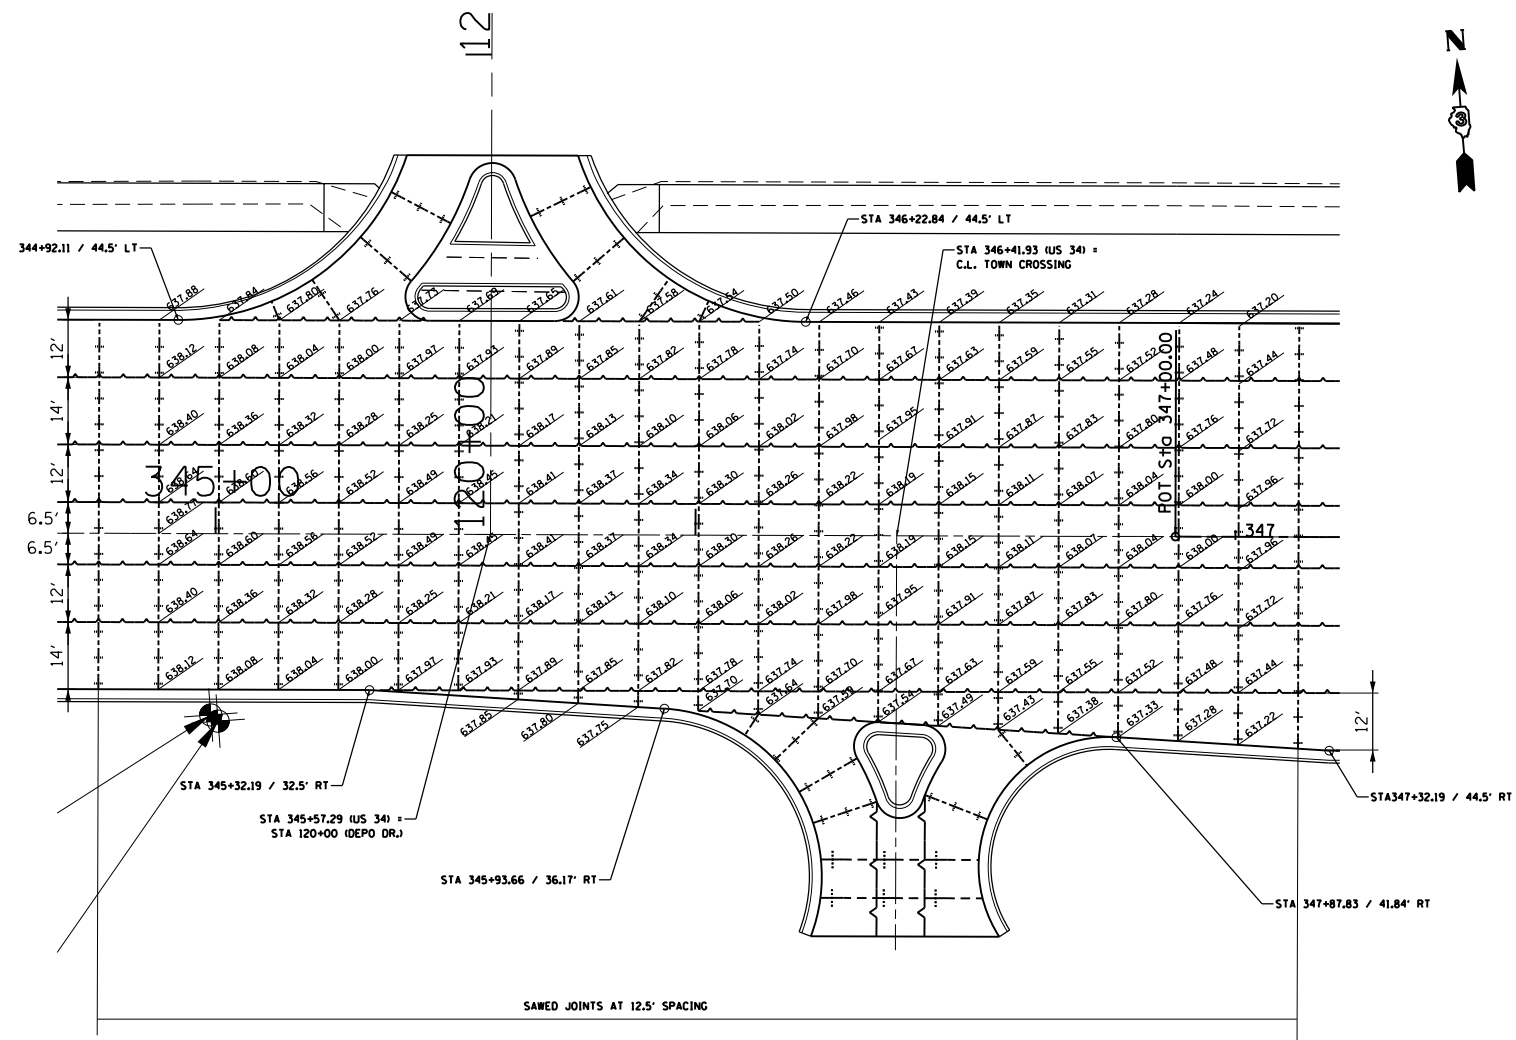 112
N
3
STA 346+22.84 / 44.5' LT
344+92.11 / 44.5' LT
STA 346+41.93 (US 34) =
C.L. TOWN CROSSING
637.88 637.84 637.80 637.76 637.73 637.69 637.65 637.61 637.58 637.54 637.50 637.46 637.43 637.39 637.35 637.31 637.28 637.24 637.20
12'
638.12 638.08 638.04 638.00 637.97 637.93 637.89 637.85 637.82 637.78 637.74 637.70 637.67 637.63 637.59 637.55 637.52 637.48 637.44
14'
638.40 638.36 638.32 638.28 638.25 638.21 638.17 638.13 638.10 638.06 638.02 637.98 637.95 637.91 637.87 637.83 637.80 637.76 637.72
POT Sta 347+00.00
120+00
345+00
12'
638.64 638.60 638.56 638.52 638.49 638.45 638.41 638.37 638.34 638.30 638.26 638.22 638.19 638.15 638.11 638.07 638.04 638.00 637.96
6.5'
638.77
347
6.5'
638.64 638.60 638.56 638.52 638.49 638.45 638.41 638.37 638.34 638.30 638.26 638.22 638.19 638.15 638.11 638.07 638.04 638.00 637.96
12'
638.40 638.36 638.32 638.28 638.25 638.21 638.17 638.13 638.10 638.06 638.02 637.98 637.95 637.91 637.87 637.83 637.80 637.76 637.72
14'
638.12 638.08 638.04 638.00 637.97 637.93 637.89 637.85 637.82 637.78 637.74 637.70 637.67 637.63 637.59 637.55 637.52 637.48 637.44
637.85 637.80 637.75 637.70 637.64 637.59 637.54 637.49 637.43 637.38 637.33 637.28 637.22
12'
STA 345+32.19 / 32.5' RT
STA347+32.19 / 44.5' RT
STA 345+57.29 (US 34) =
STA 120+00 (DEPO DR.)
STA 345+93.66 / 36.17' RT
STA 347+87.83 / 41.84' RT
SAWED JOINTS AT 12.5' SPACING